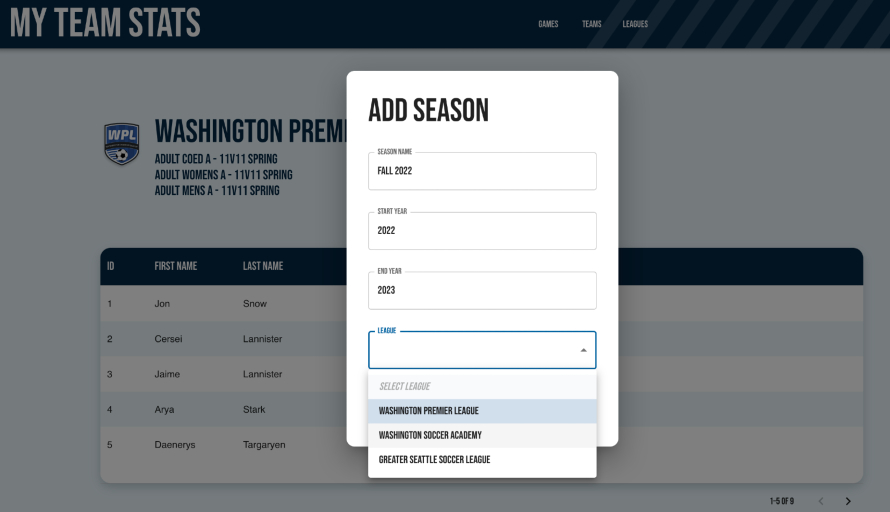 MY TEAM STATS
GAMES TEAMS LEAGUES
WPL
WASHINGTON
ADULT COED A - 11V11 SPRING
ADULT WOMENS A - 11V11 SPRING
ADULT MENS A - 11V11 SPRING
ID FIRST NAME LAST NAME
1 Jon Snow
2 Cersei Lannister
3 Jaime Lannister
4 Arya Stark
5 Daenerys Targaryen
1-5 OF 9
ADD SEASON
SEASON NAME
FALL 2022
START YEAR
2022
END YEAR
2023
LEAGUE
SELECT LEAGUE
WASHINGTON PREMIER LEAGUE
WASHINGTON SOCCER ACADEMY
GREATER SEATTLE SOCCER LEAGUE